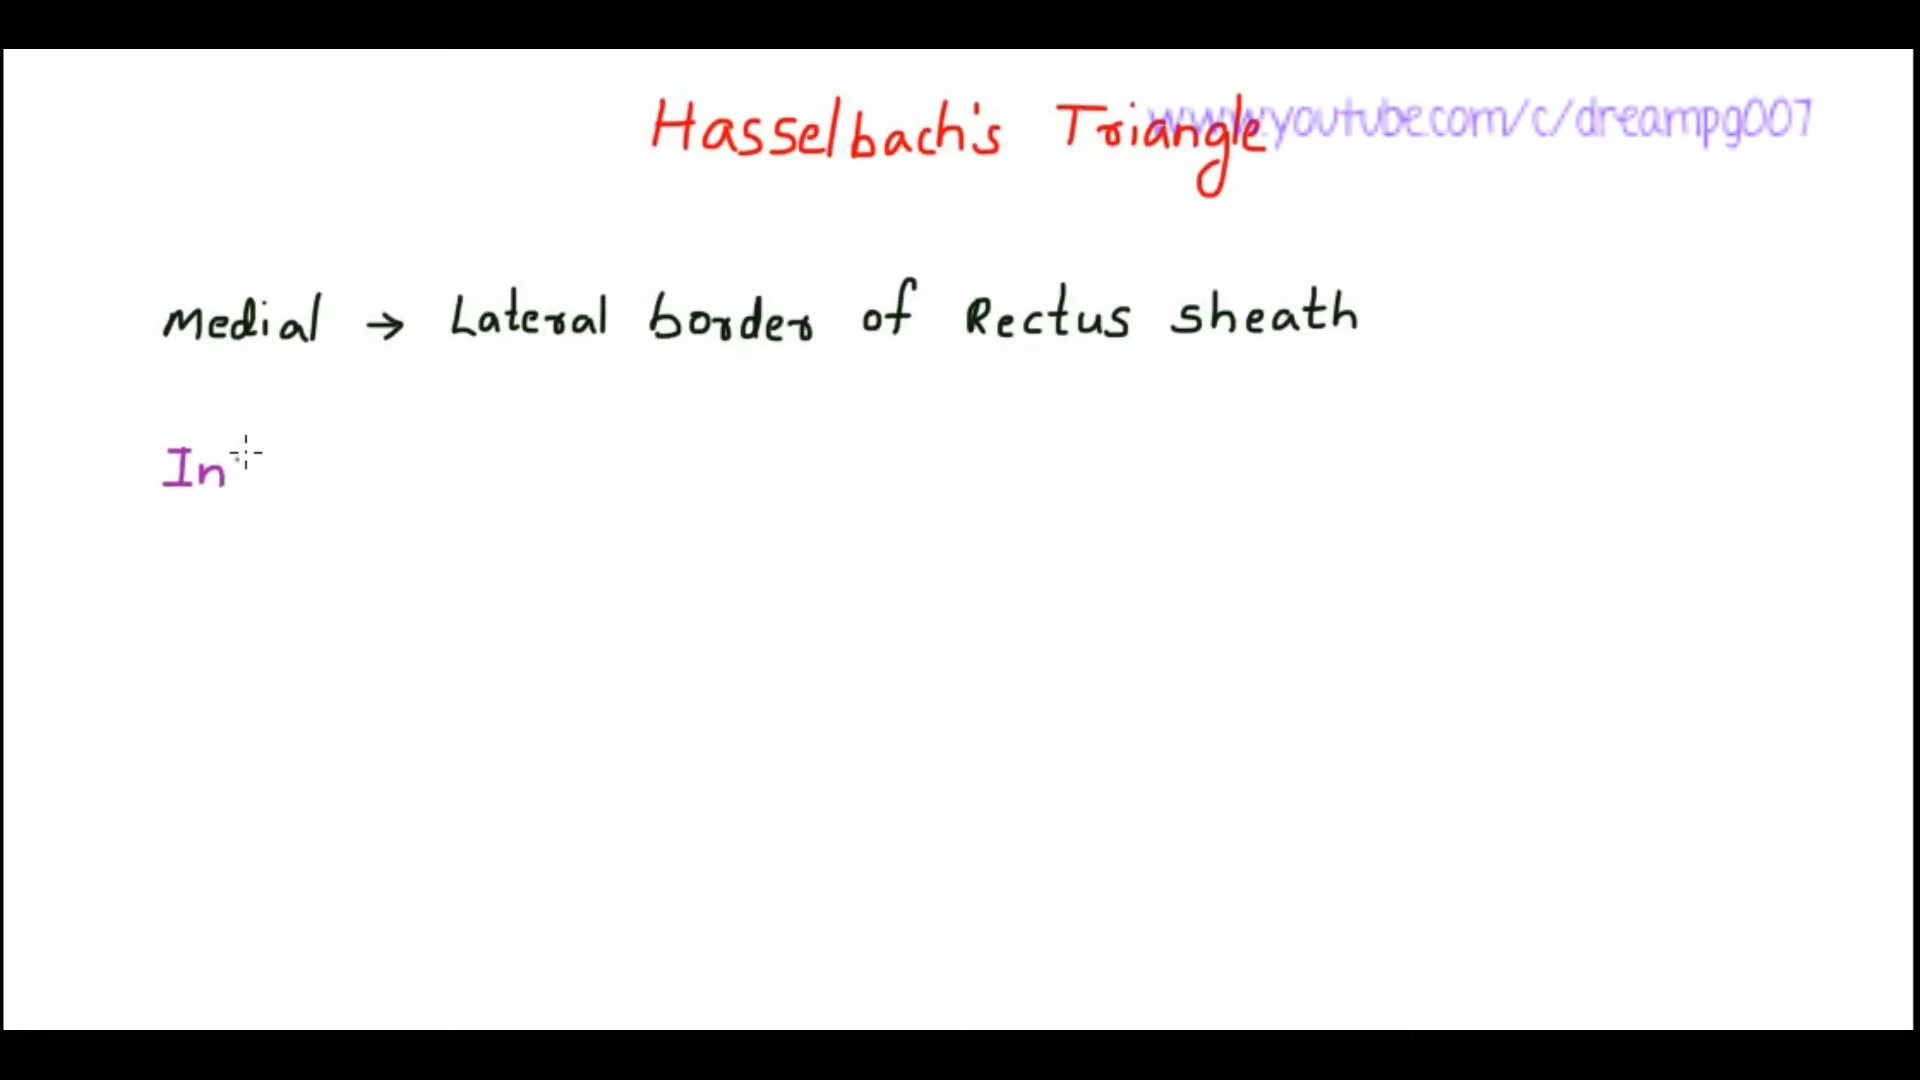 Hasselbach's Triangle
www.youtube.com/c/dreampg007
Medial → Lateral border of Rectus sheath
In